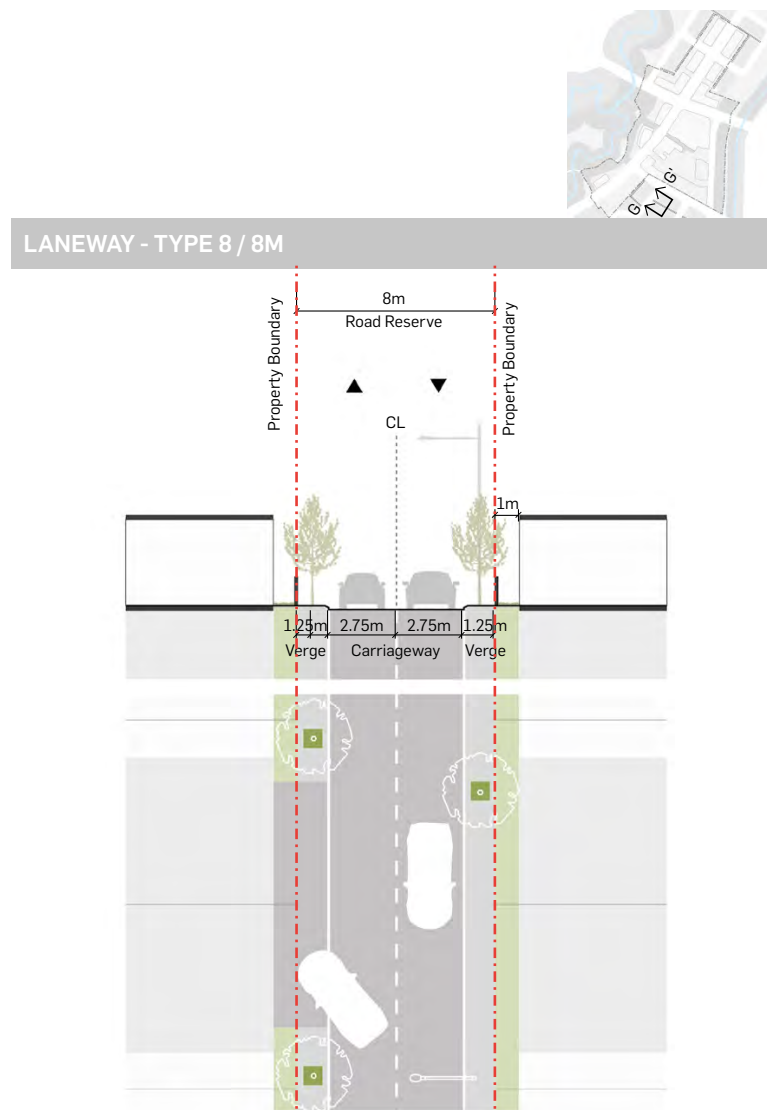 G
G'
LANEWAY - TYPE 8 / 8M
8m
Road Reserve
Property Boundary
Property Boundary
CL
1m
1.25m 2.75m 2.75m 1.25m
Verge Carriageway Verge